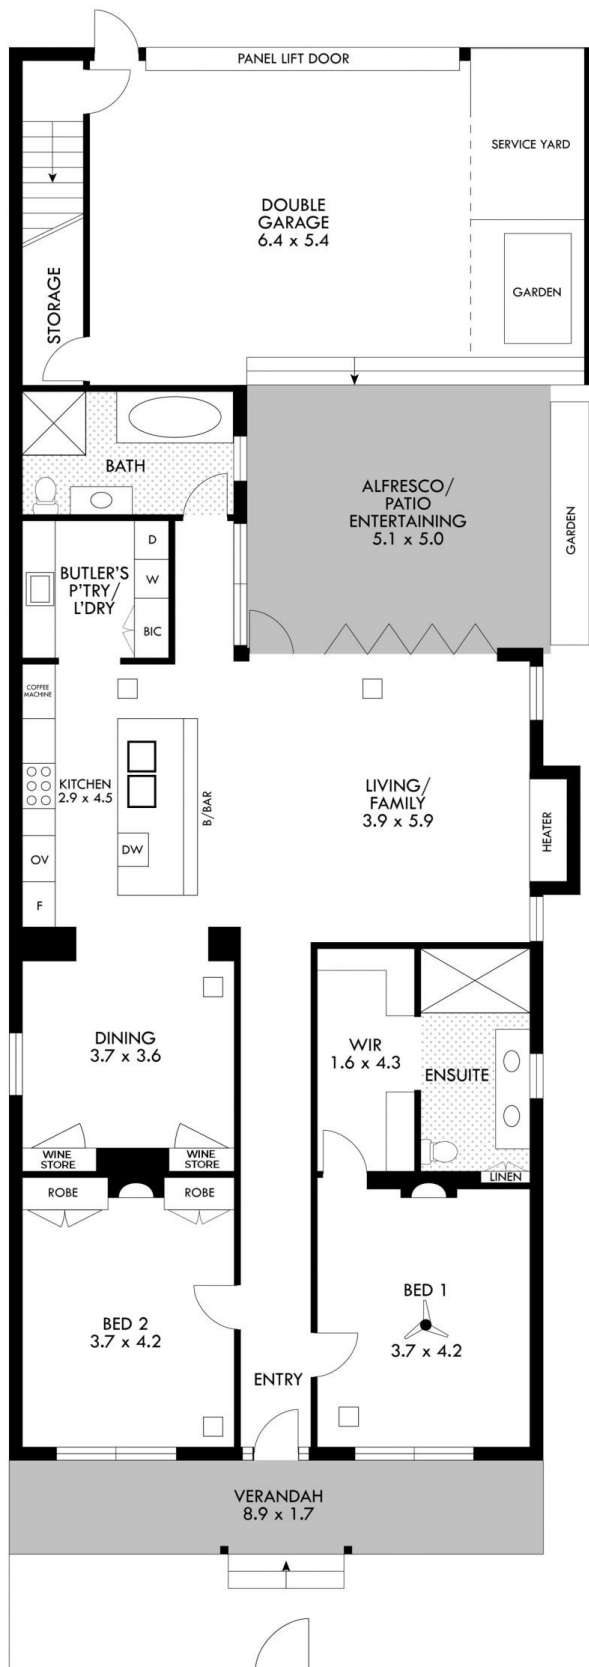 PANEL LIFT DOOR
SERVICE YARD
DOUBLE
GARAGE
6.4 x 5.4
STORAGE
GARDEN
BATH
ALFRESCO/
PATIO
ENTERTAINING
5.1 x 5.0
GARDEN
BUTLER'S
P'TRY/
L'DRY
D
W
BIC
COFFEE
MACHINE
KITCHEN
2.9 x 4.5
B/BAR
LIVING/
FAMILY
3.9 x 5.9
HEATER
DW
OV
F
DINING
3.7 x 3.6
WIR
1.6 x 4.3
ENSUITE
WINE
STORE
WINE
STORE
LINEN
ROBE
ROBE
BED 2
3.7 x 4.2
BED 1
3.7 x 4.2
ENTRY
VERANDAH
8.9 x 1.7